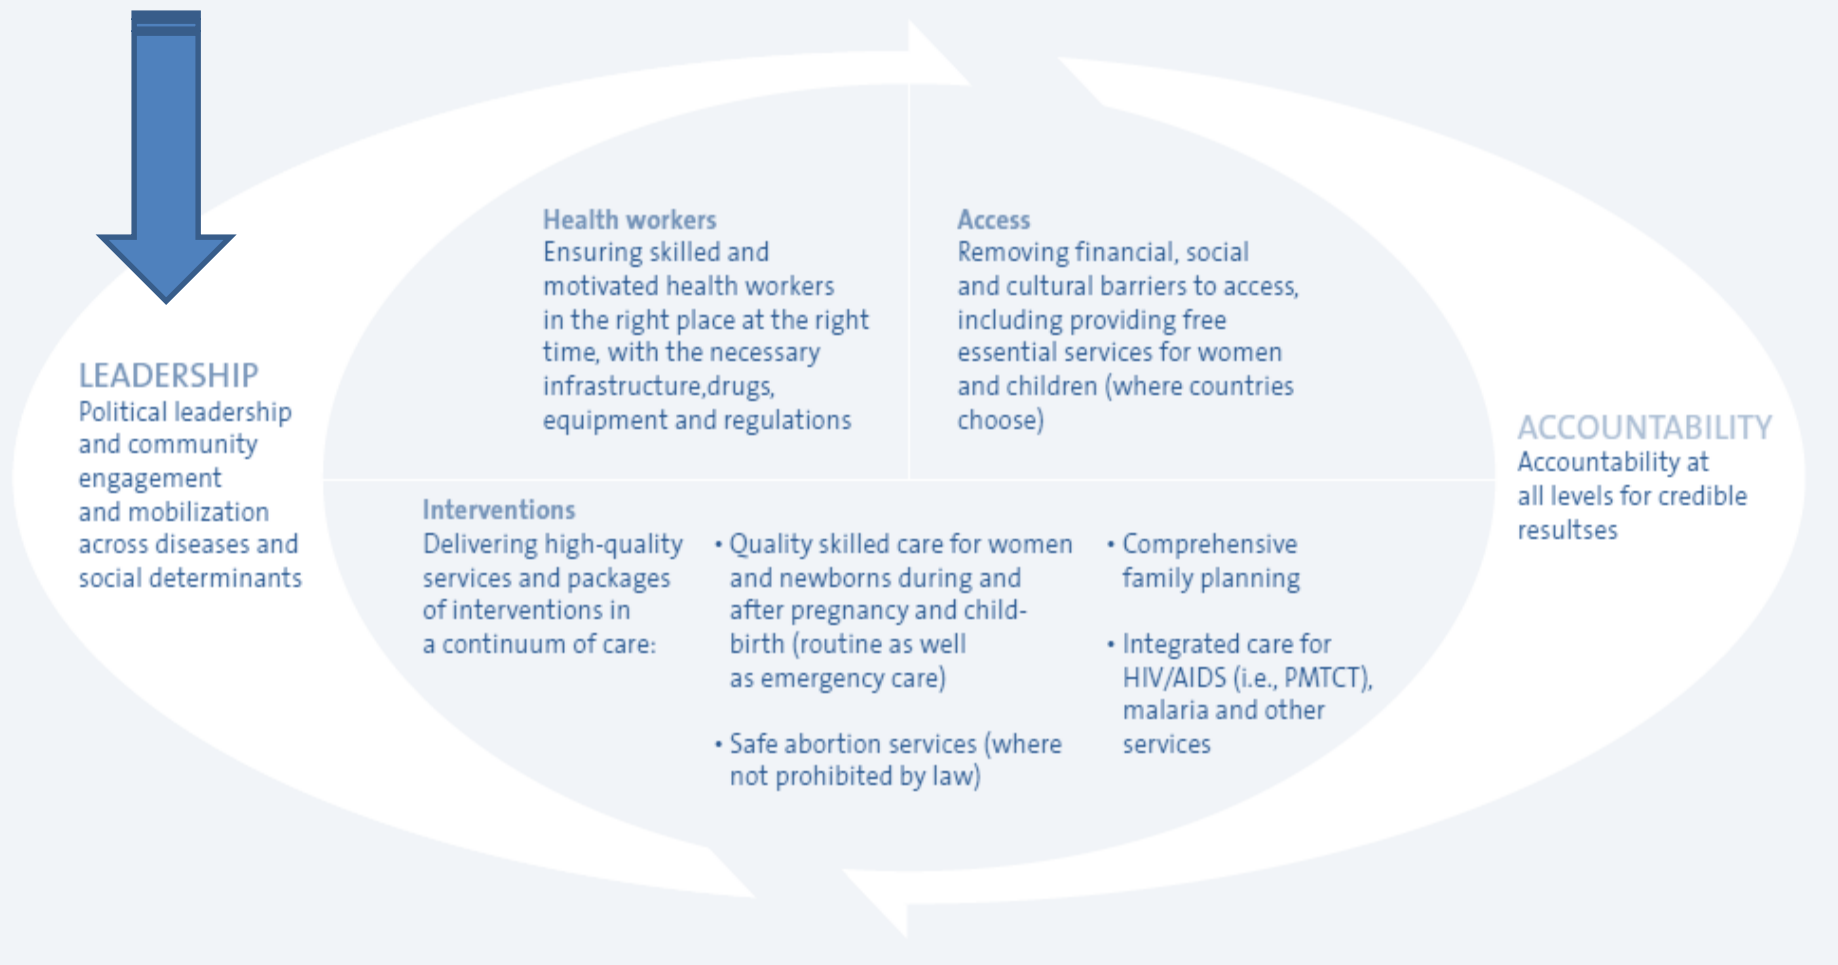 LEADERSHIP
Political leadership
and community
engagement
and mobilization
across diseases and
social determinants
Health workers
Ensuring skilled and
motivated health workers
in the right place at the right
time, with the necessary
infrastructure,drugs,
equipment and regulations
Access
Removing financial, social
and cultural barriers to access,
including providing free
essential services for women
and children (where countries
choose)
Interventions
Delivering high-quality
services and packages
of interventions in
a continuum of care:
• Quality skilled care for women
and newborns during and
after pregnancy and child-
birth (routine as well
as emergency care)
• Safe abortion services (where
not prohibited by law)
• Comprehensive
family planning
• Integrated care for
HIV/AIDS (i.e., PMTCT),
malaria and other
services
ACCOUNTABILITY
Accountability at
all levels for credible
resultses